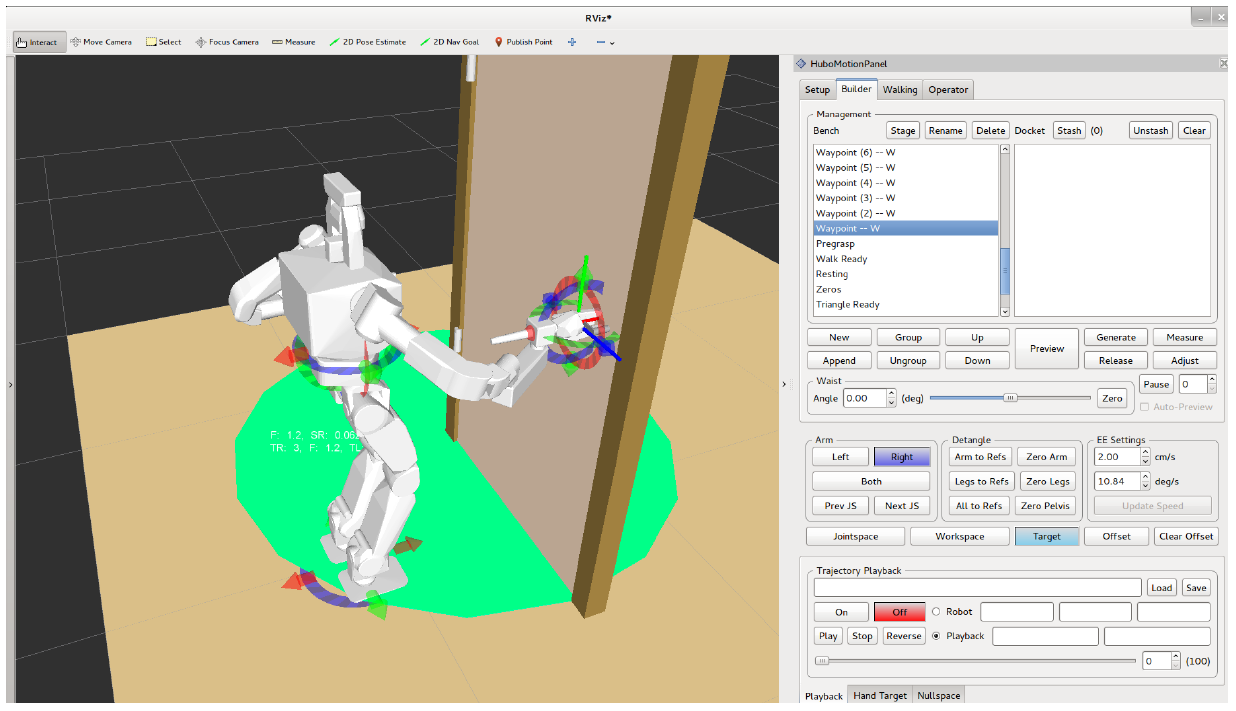 RViz*
Interact Move Camera Select Focus Camera Measure 2D Pose Estimate 2D Nav Goal Publish Point
HuboMotionPanel
Setup Builder Walking Operator
Management
Bench Stage Rename Delete Docket Stash (0) Unstash Clear
Waypoint (6) -- W
Waypoint (5) -- W
Waypoint (4) -- W
Waypoint (3) -- W
Waypoint (2) -- W
Waypoint -- W
Pregrasp
Walk Ready
Resting
Zeros
Triangle Ready
New Group Up Preview Generate Measure
Append Ungroup Down Release Adjust
Waist
Angle 0.00 (deg) Zero Pause 0
Auto-Preview
Arm Detangle EE Settings
Left Right Arm to Refs Zero Arm 2.00 cm/s
Both Legs to Refs Zero Legs 10.84 deg/s
Prev JS Next JS All to Refs Zero Pelvis Update Speed
Jointspace Workspace Target Offset Clear Offset
Trajectory Playback
Load Save
On Off Robot
Play Stop Reverse Playback
0 (100)
Playback Hand Target Nullspace
F: 1.2, SR: 0.06
TR: 3, F: 1.2, TL